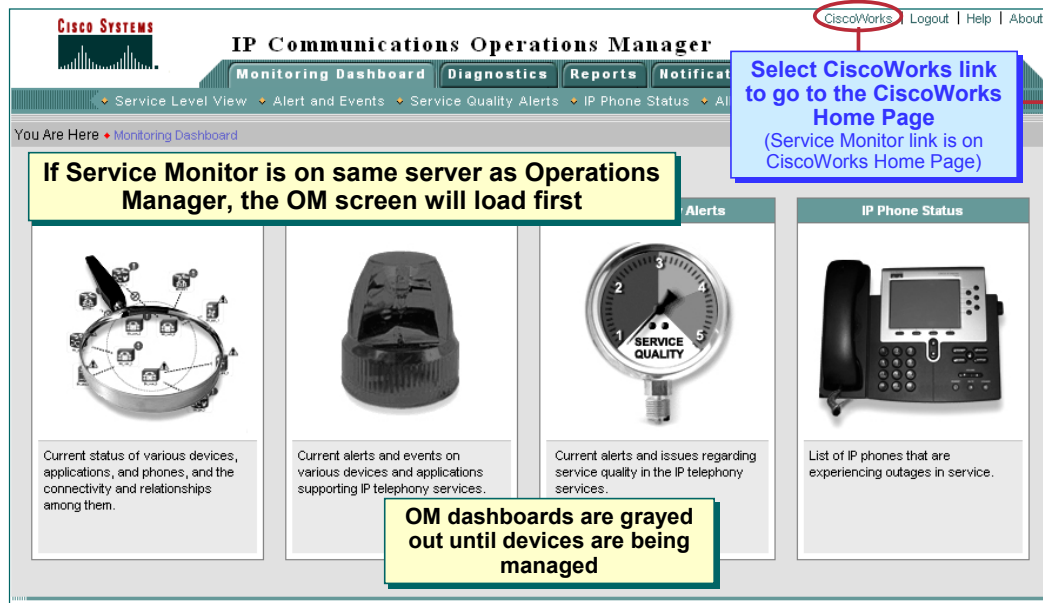 CISCO SYSTEMS
CiscoWorks | Logout | Help | About
IP Communications Operations Manager
Monitoring Dashboard
Diagnostics
Reports
Service Level View
Alert and Events
Service Quality Alerts
IP Phone Status
You Are Here
Monitoring Dashboard
Select CiscoWorks link
to go to the CiscoWorks
Home Page
(Service Monitor link is on
CiscoWorks Home Page)
If Service Monitor is on same server as Operations
Manager, the OM screen will load first
Alerts
IP Phone Status
1
2
3
4
5
SERVICE
QUALITY
Current status of various devices,
applications, and phones, and the
connectivity and relationships
among them.
Current alerts and events on
various devices and applications
supporting IP telephony services.
Current alerts and issues regarding
service quality in the IP telephony
services.
List of IP phones that are
experiencing outages in service.
OM dashboards are grayed
out until devices are being
managed